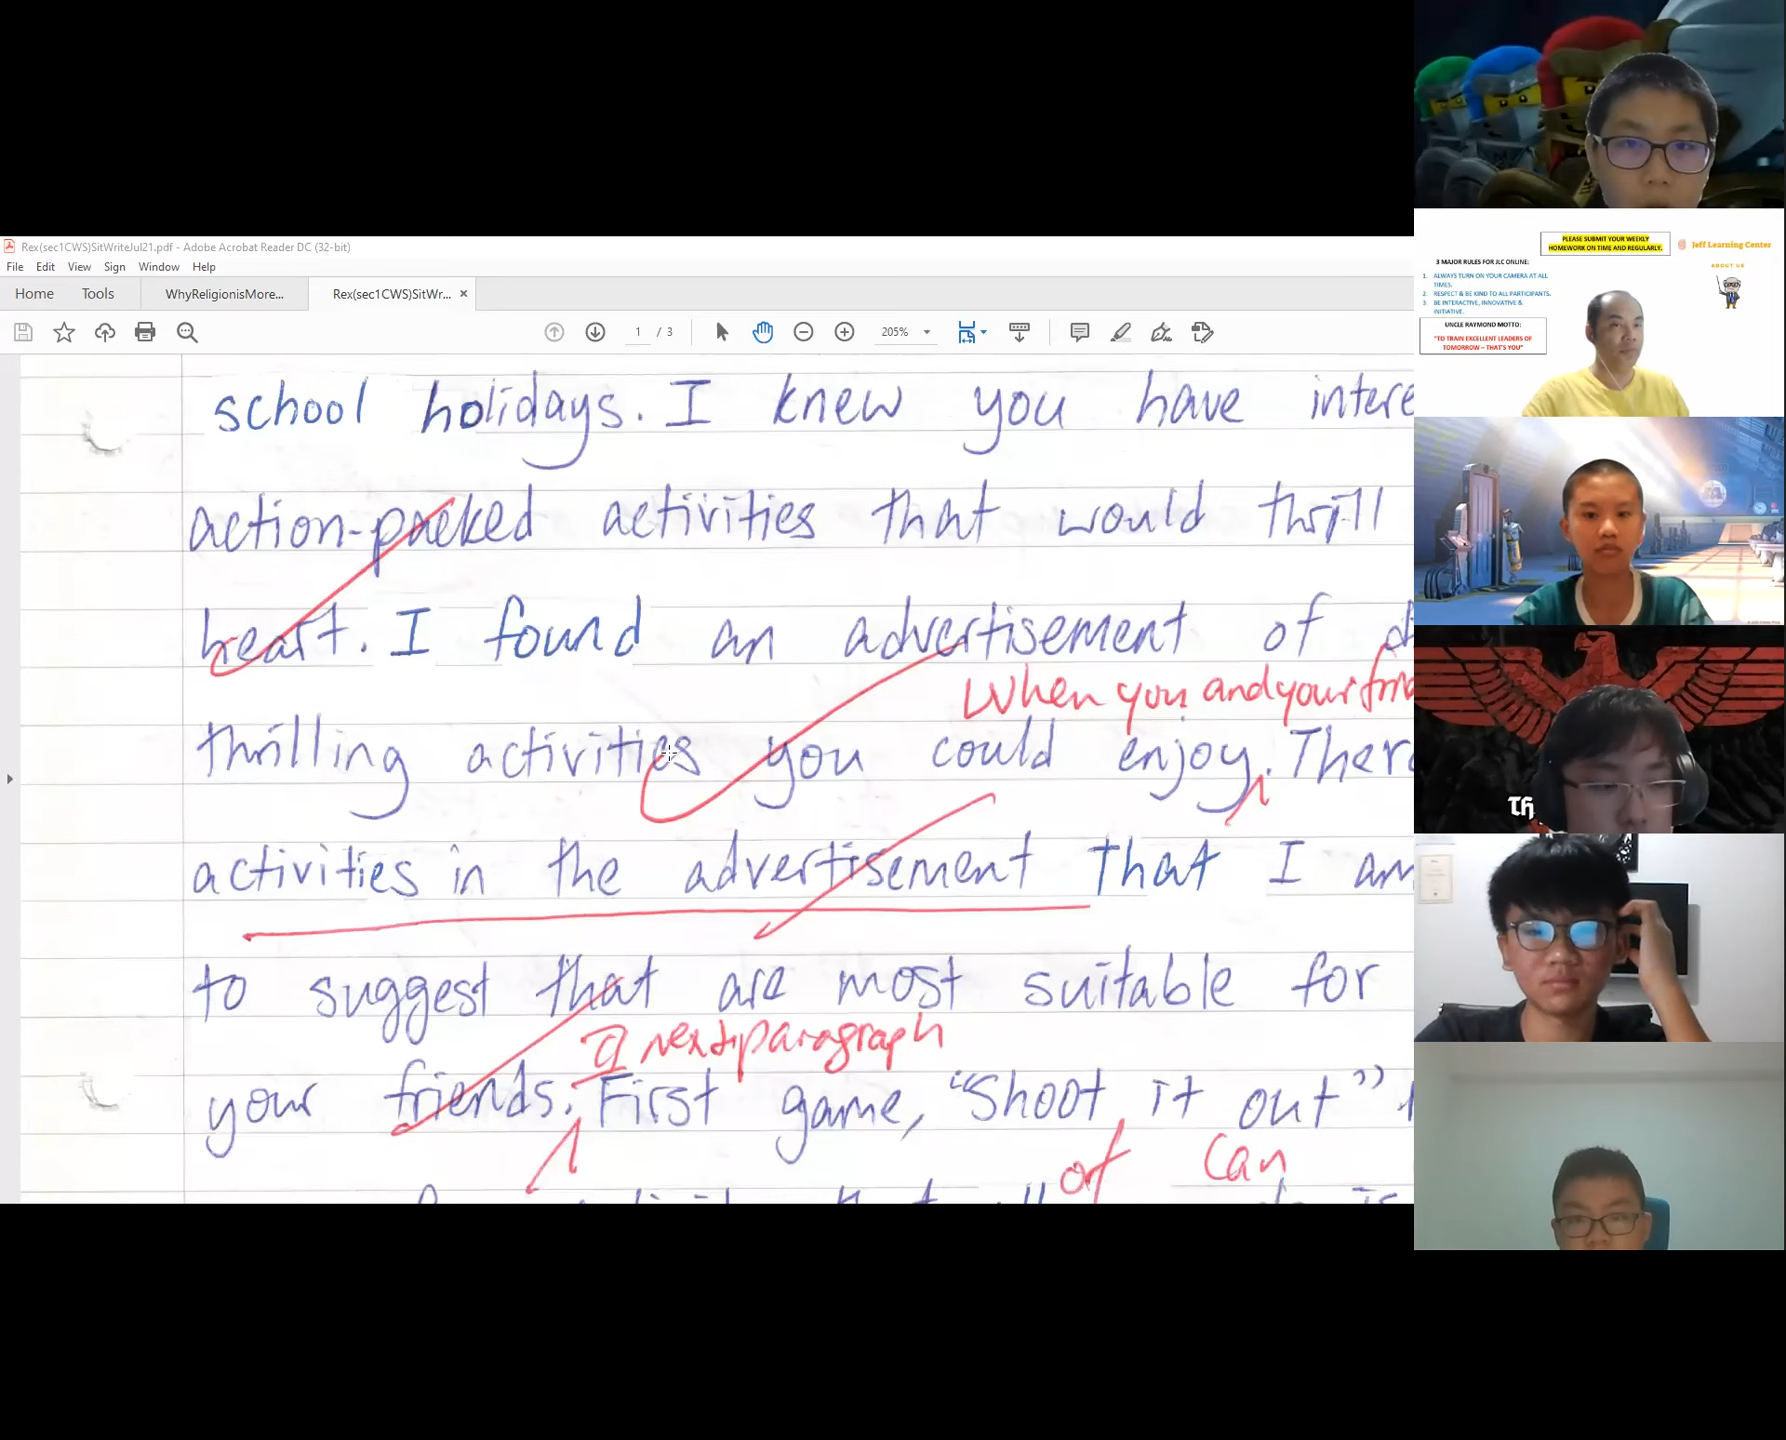 Rex(sec1CWS)SitWriteJul21.pdf - Adobe Acrobat Reader DC (32-bit)
File Edit View Sign Window Help
Home Tools WhyReligionisMore... Rex(sec1CWS)SitWr... ×
1 / 3 205%
school holidays. I knew you have intere
action-packed activities that would thrill
heart. I found an advertisement of
When you and your
thrilling activities you could enjoy. Ther
activities in the advertisement that I am
to suggest that are most suitable for
next paragraph
your friends. First game, "Shoot it out"
of can
PLEASE SUBMIT YOUR WEEKLY
HOMEWORK ON TIME AND REGULARLY.
Jeff Learning Center
ABOUT US
3 MAJOR RULES FOR JLC ONLINE:
1. ALWAYS TURN ON YOUR CAMERA AT ALL
TIMES.
2. RESPECT & BE KIND TO ALL PARTICIPANTS.
3 BE INTERACTIVE, INNOVATIVE &
INITIATIVE.
UNCLE RAYMOND MOTTO:
"TO TRAIN EXCELLENT LEADERS OF
TOMORROW – THAT'S YOU"
Th